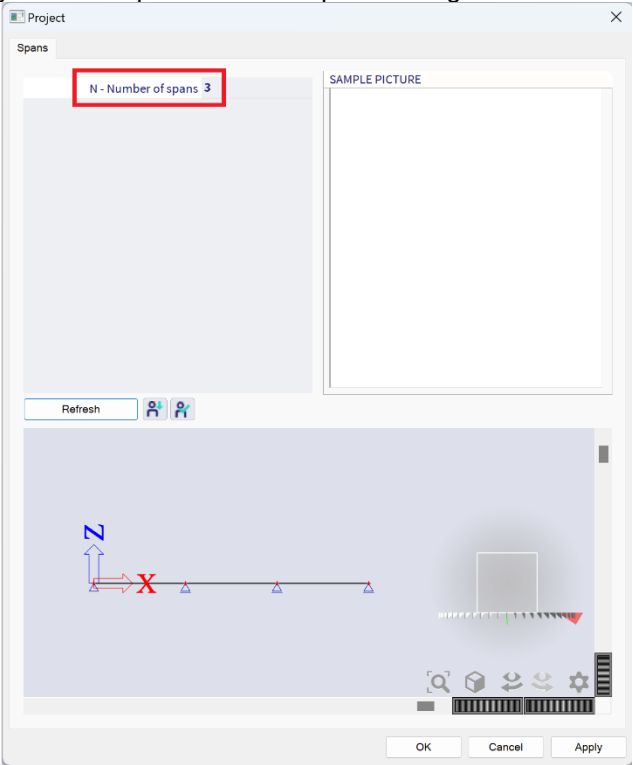 Project
Spans
N - Number of spans 3
SAMPLE PICTURE
Refresh
Z
X
OK Cancel Apply